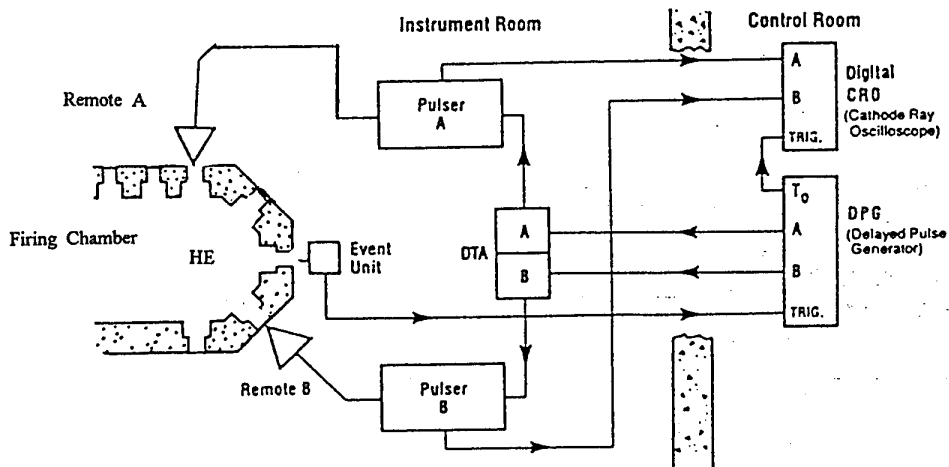 Instrument Room
Control Room
Remote A
Pulser
A
A
B
TRIG.
Digital
CRO
(Cathode Ray
Oscilloscope)
Firing Chamber
HE
Event
Unit
DTA
A
B
T₀
A
B
TRIG.
DPG
(Delayed Pulse
Generator)
Remote B
Pulser
B